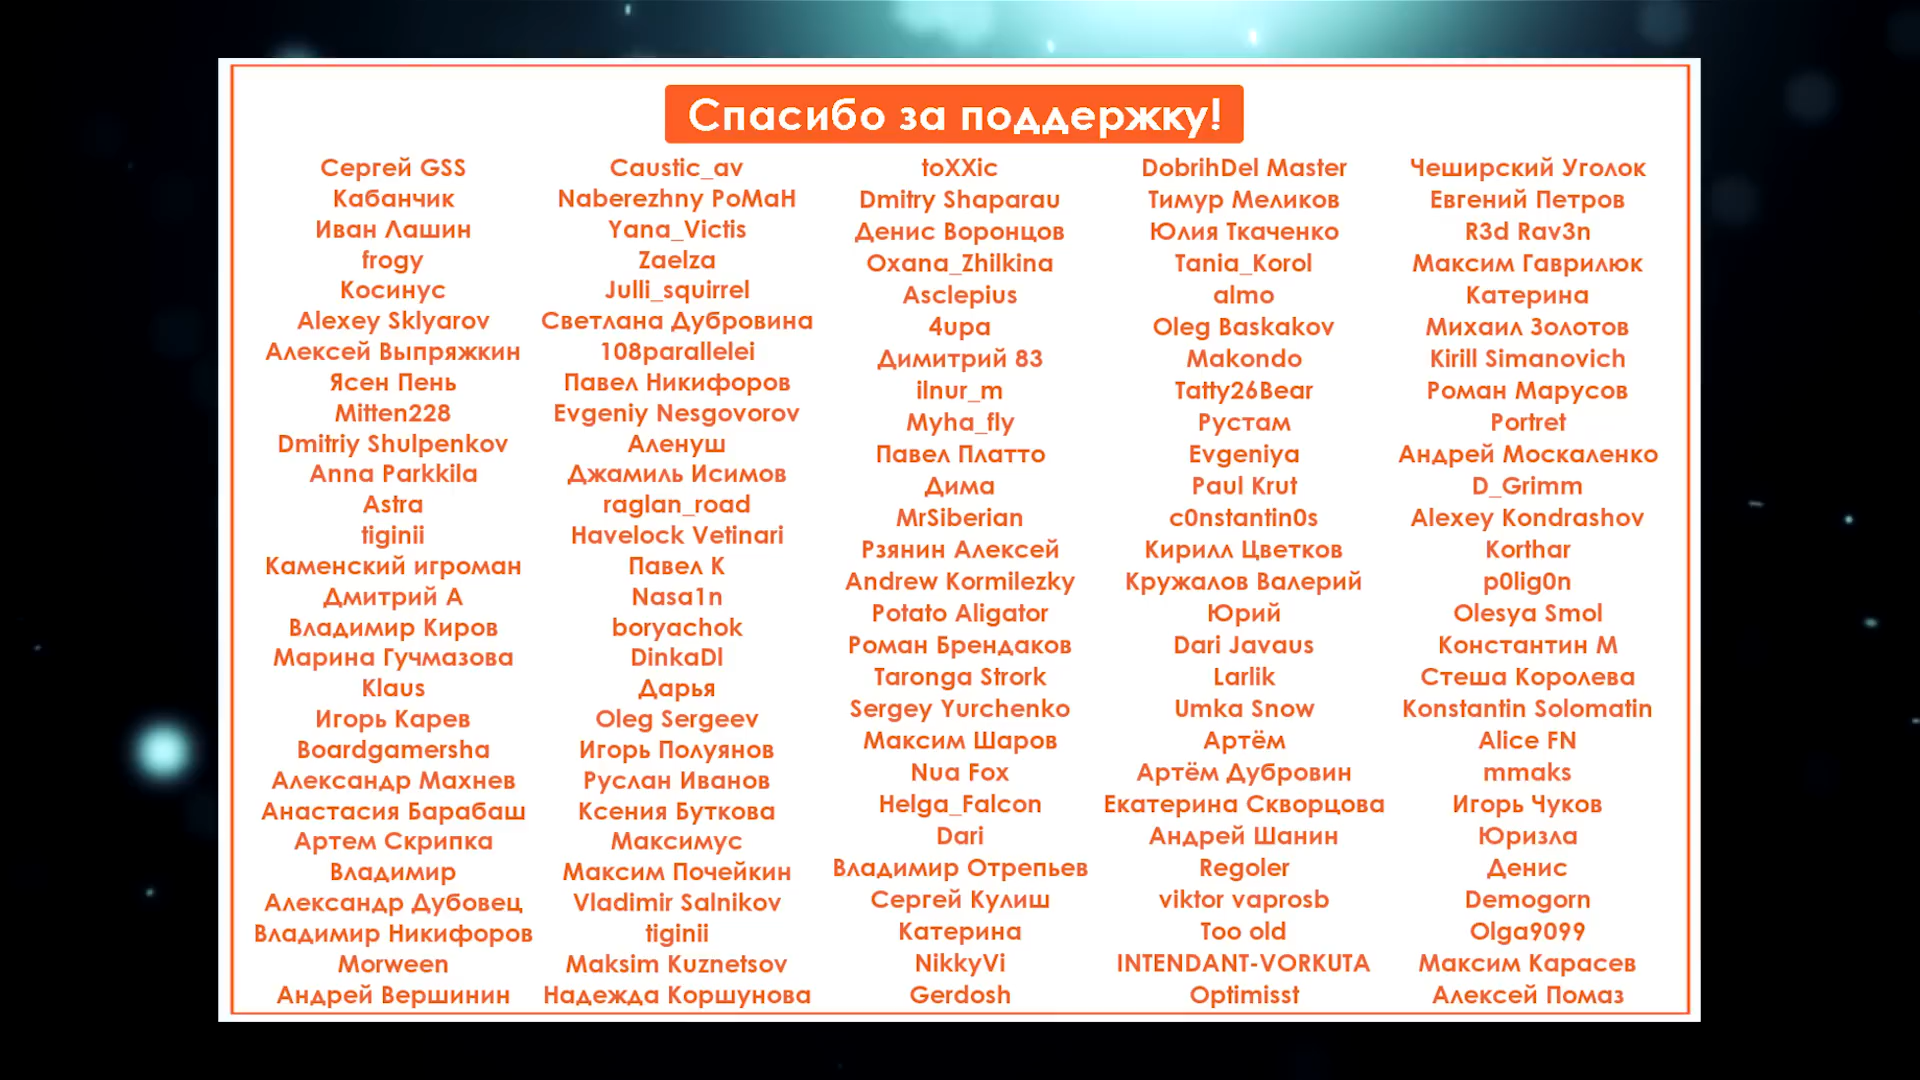 Спасибо за поддержку!
Сергей GSS
Кабанчик
Иван Лашин
frogy
Косинус
Alexey Sklyarov
Алексей Выпряжкин
Ясен Пень
Mitten228
Dmitriy Shulpenkov
Anna Parkkila
Astra
tiginii
Каменский игроман
Дмитрий А
Владимир Киров
Марина Гучмазова
Klaus
Игорь Карев
Boardgamersha
Александр Махнев
Анастасия Барабаш
Артем Скрипка
Владимир
Александр Дубовец
Владимир Никифоров
Morween
Андрей Вершинин
Caustic_av
Naberezhny PoMaH
Yana_Victis
Zaelza
Julli_squirrel
Светлана Дубровина
108parallelei
Павел Никифоров
Evgeniy Nesgovorov
Аленуш
Джамиль Исимов
raglan_road
Havelock Vetinari
Павел К
Nasa1n
boryachok
DinkaDl
Дарья
Oleg Sergeev
Игорь Полуянов
Руслан Иванов
Ксения Буткова
Максимус
Максим Почейкин
Vladimir Salnikov
tiginii
Maksim Kuznetsov
Надежда Коршунова
toXXic
Dmitry Shaparau
Денис Воронцов
Oxana_Zhilkina
Asclepius
4upa
Димитрий 83
ilnur_m
Myha_fly
Павел Платто
Дима
MrSiberian
Рзянин Алексей
Andrew Kormilezky
Potato Aligator
Роман Брендаков
Taronga Strork
Sergey Yurchenko
Максим Шаров
Nua Fox
Helga_Falcon
Dari
Владимир Отрепьев
Сергей Кулиш
Катерина
NikkyVi
Gerdosh
DobrihDel Master
Тимур Меликов
Юлия Ткаченко
Tania_Korol
almo
Oleg Baskakov
Makondo
Tatty26Bear
Рустам
Evgeniya
Paul Krut
c0nstantin0s
Кирилл Цветков
Кружалов Валерий
Юрий
Dari Javaus
Larlik
Umka Snow
Артём
Артём Дубровин
Екатерина Скворцова
Андрей Шанин
Regoler
viktor vaprosb
Too old
INTENDANT-VORKUTA
Optimisst
Чеширский Уголок
Евгений Петров
R3d Rav3n
Максим Гаврилюк
Катерина
Михаил Золотов
Kirill Simanovich
Роман Марусов
Portret
Андрей Москаленко
D_Grimm
Alexey Kondrashov
Korthar
p0lig0n
Olesya Smol
Константин М
Стеша Королева
Konstantin Solomatin
Alice FN
mmaks
Игорь Чуков
Юризла
Денис
Demogorn
Olga9099
Максим Карасев
Алексей Помаз